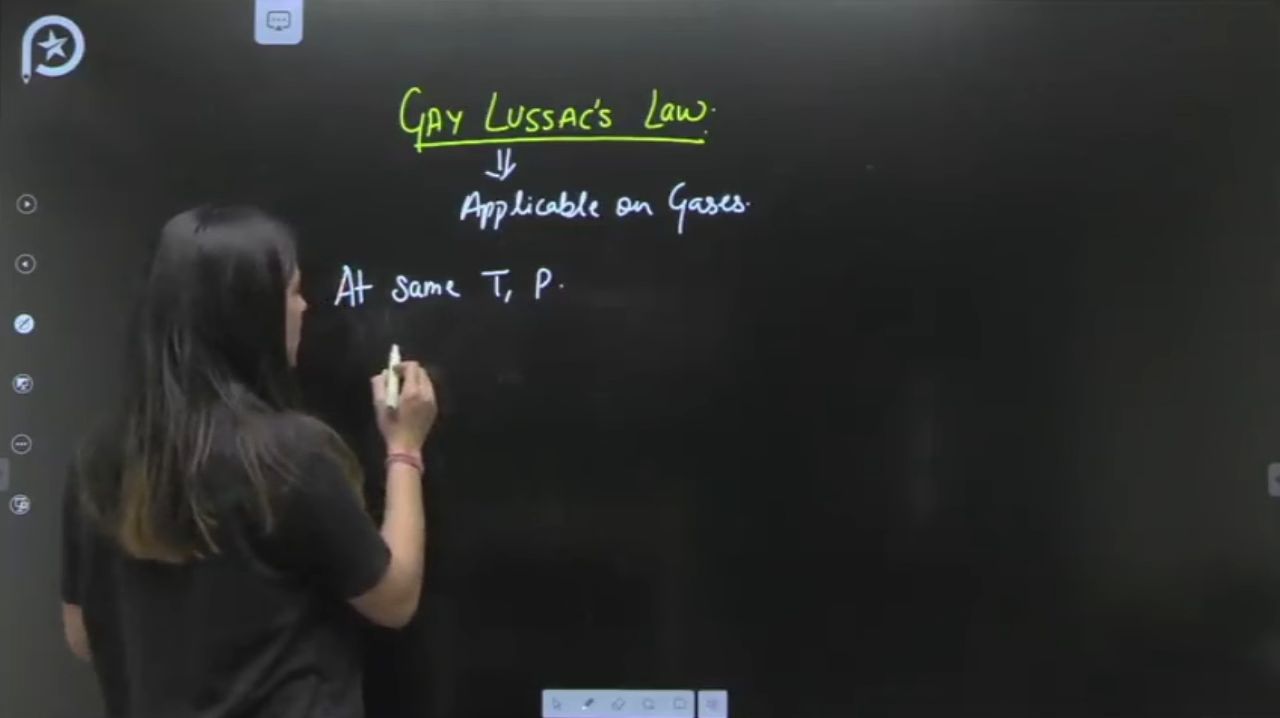 GAY LUSSAC'S LAW.
Applicable on Gases.
At same T, P.